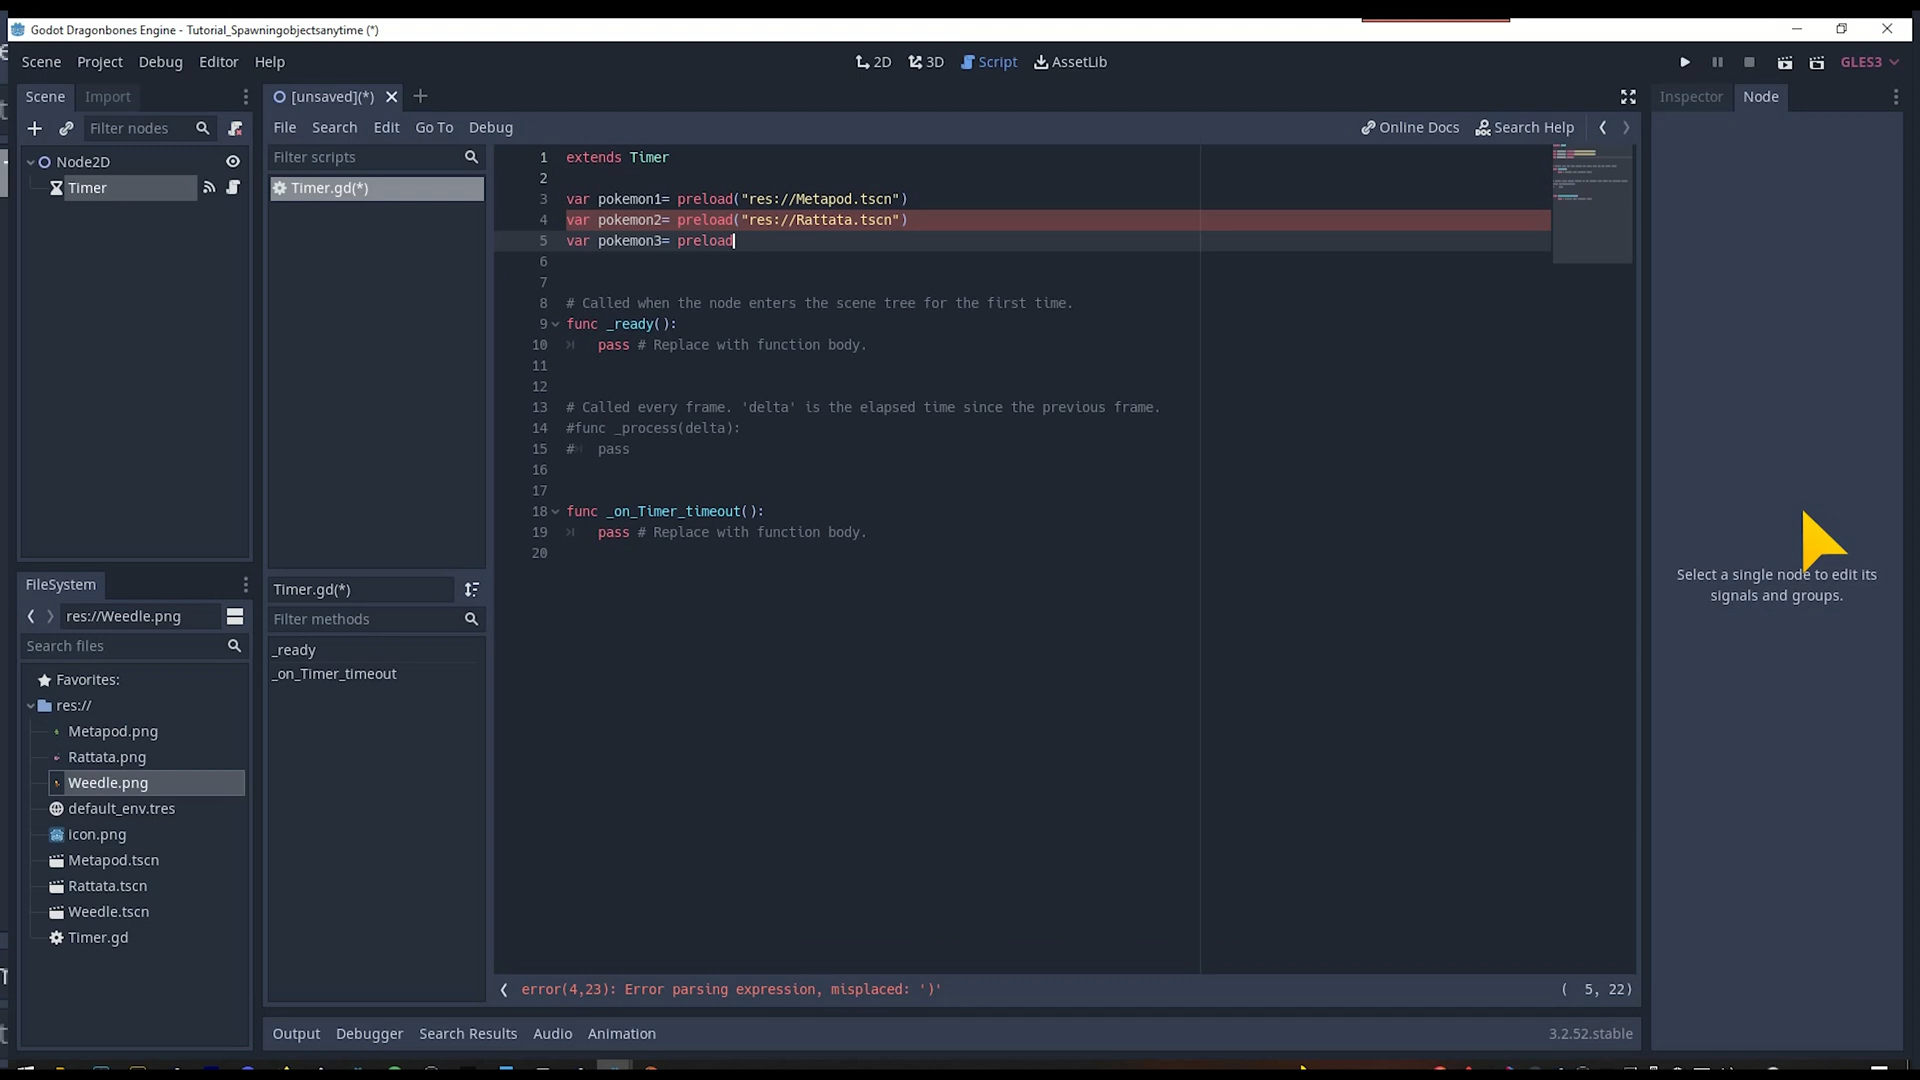 Godot Dragonbones Engine - Tutorial_Spawningobjectsanytime (*)
Scene Project Debug Editor Help
2D 3D Script AssetLib
GLES3
Scene Import
[unsaved](*)
Inspector Node
Filter nodes
File Search Edit Go To Debug
Online Docs Search Help
Node2D
Timer
Filter scripts
Timer.gd(*)
1 extends Timer
2
3 var pokemon1= preload("res://Metapod.tscn")
4 var pokemon2= preload("res://Rattata.tscn")
5 var pokemon3= preload
6
7
8 # Called when the node enters the scene tree for the first time.
9 func _ready():
10 pass # Replace with function body.
11
12
13 # Called every frame. 'delta' is the elapsed time since the previous frame.
14 #func _process(delta):
15 # pass
16
17
18 func _on_Timer_timeout():
19 pass # Replace with function body.
20
Select a single node to edit its
signals and groups.
Timer.gd(*)
Filter methods
_ready
_on_Timer_timeout
FileSystem
res://Weedle.png
Search files
Favorites:
res://
Metapod.png
Rattata.png
Weedle.png
default_env.tres
icon.png
Metapod.tscn
Rattata.tscn
Weedle.tscn
Timer.gd
error(4,23): Error parsing expression, misplaced: ')'
( 5, 22)
Output Debugger Search Results Audio Animation
3.2.52.stable